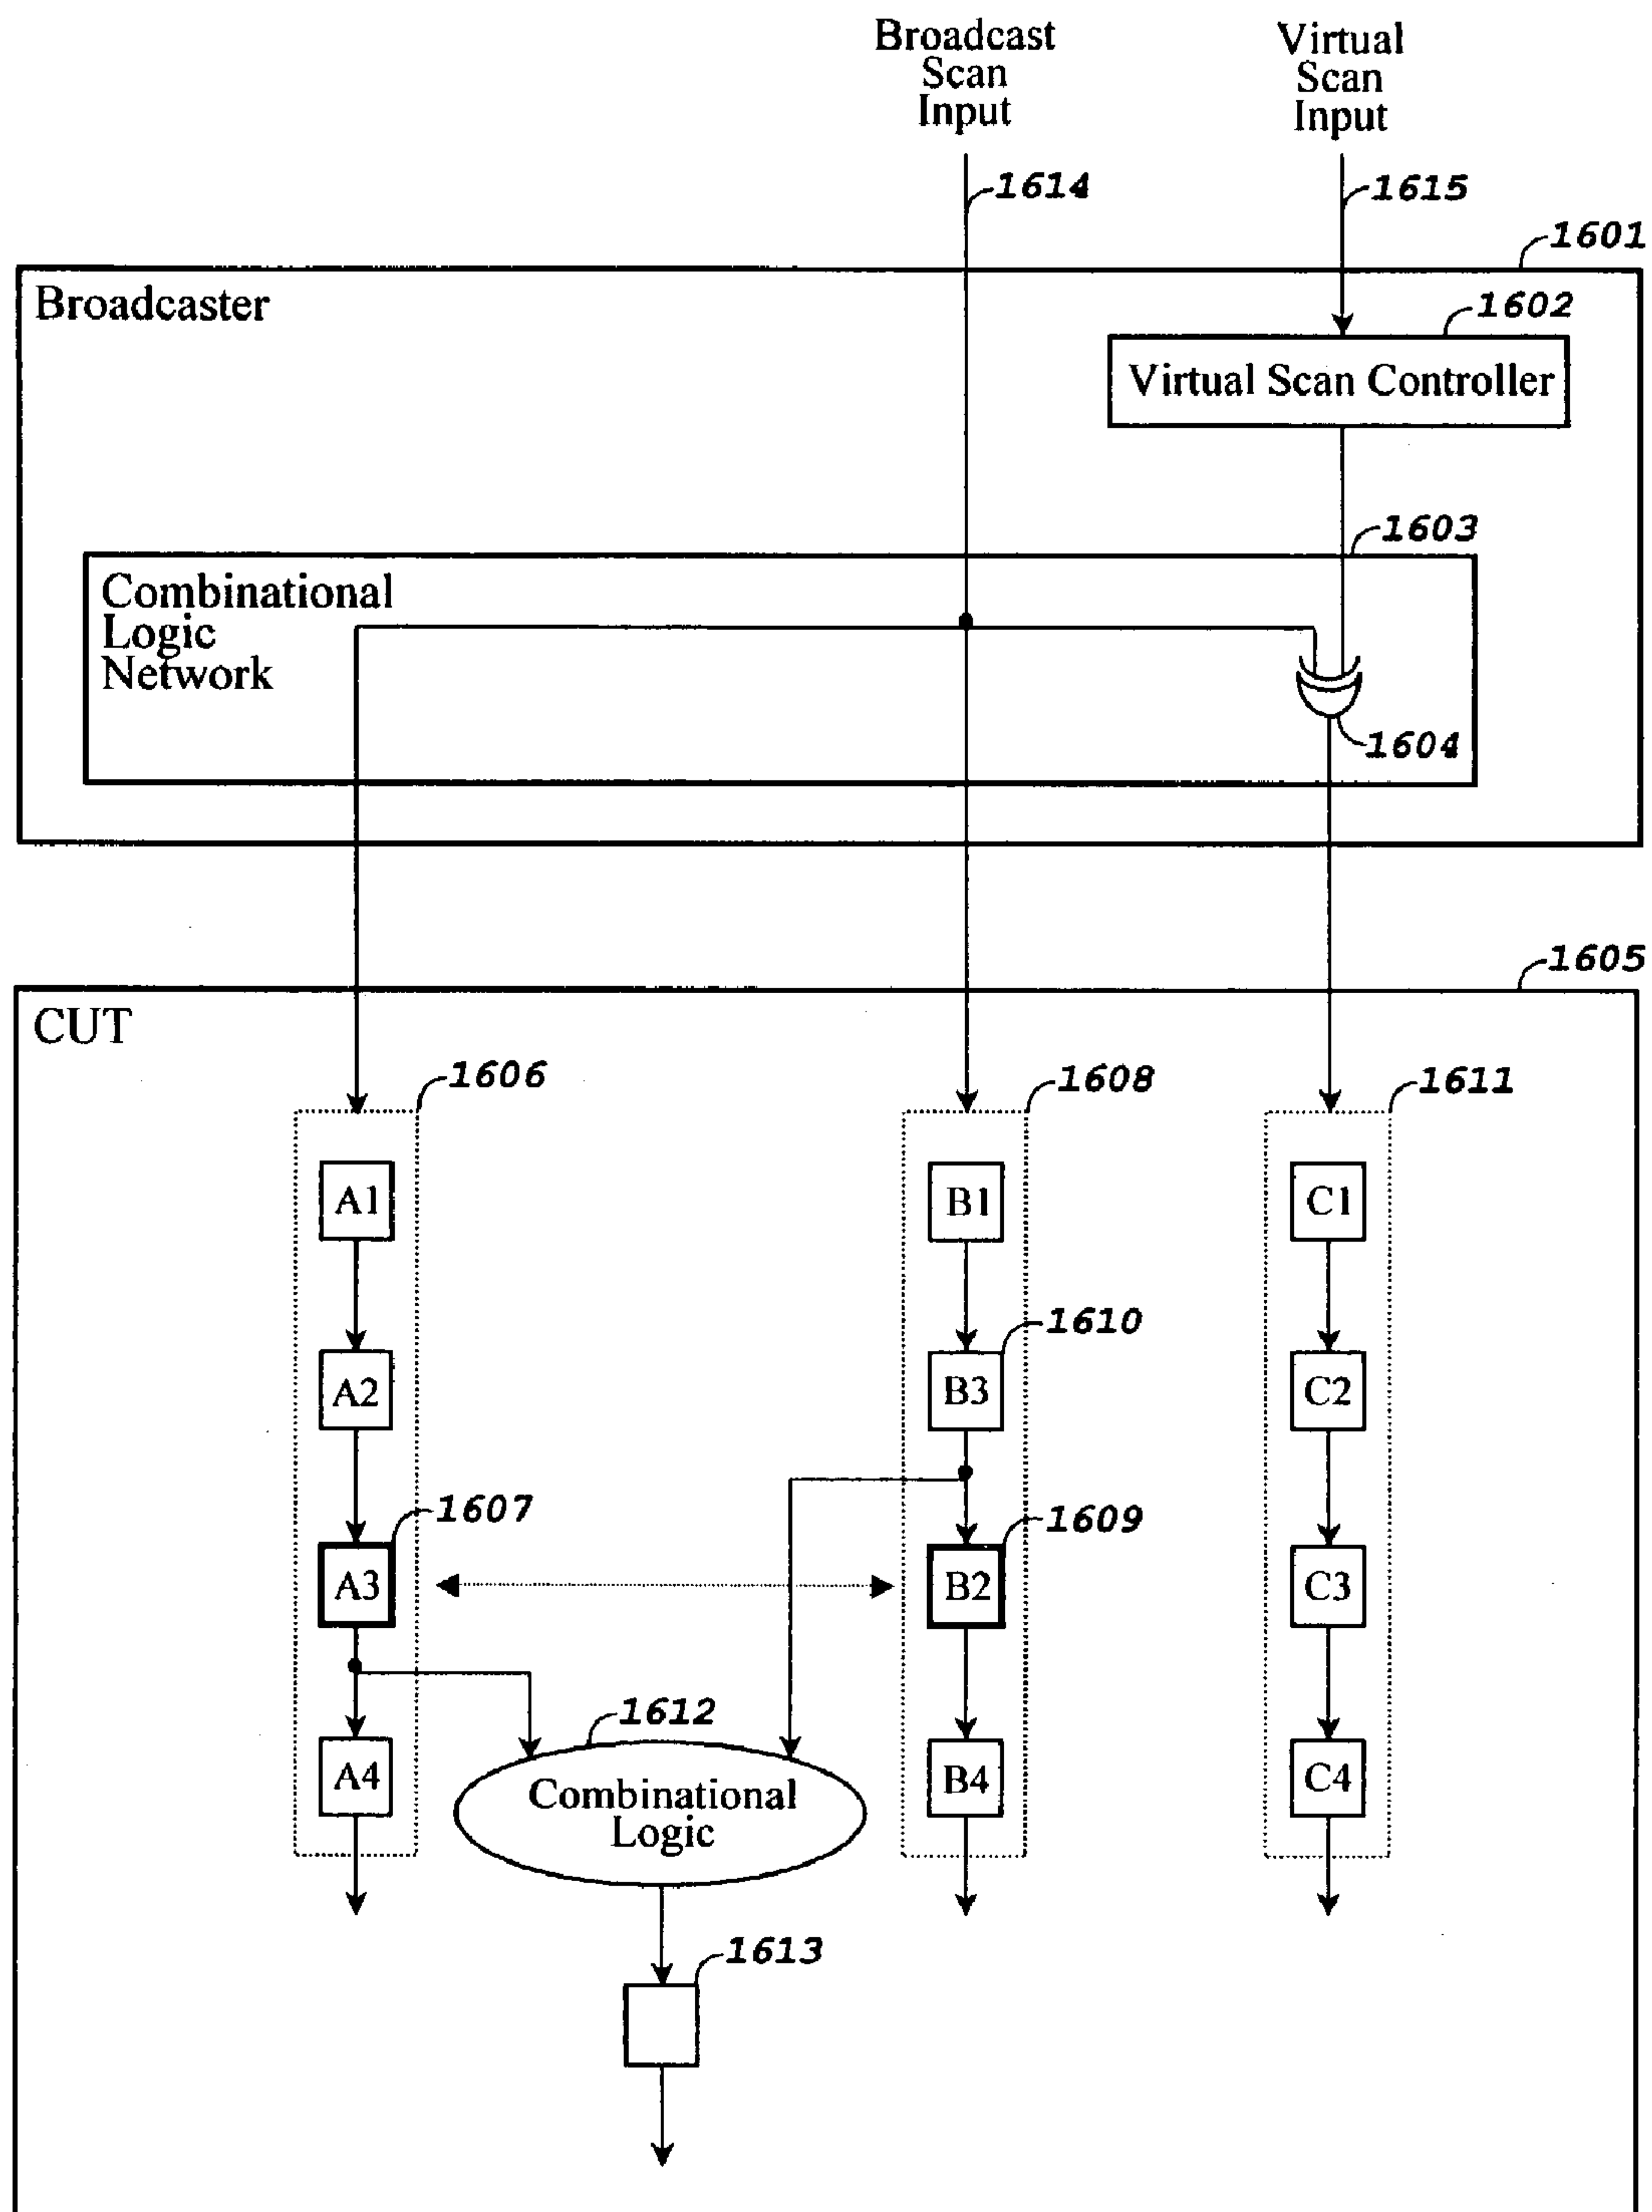 Broadcast
Scan
Input
Virtual
Scan
Input
1614
1615
1601
Broadcaster
1602
Virtual Scan Controller
1603
Combinational
Logic
Network
1604
1605
CUT
1606
1608
1611
A1
B1
C1
1610
A2
B3
C2
1607
1609
A3
B2
C3
1612
A4
Combinational
Logic
B4
C4
1613